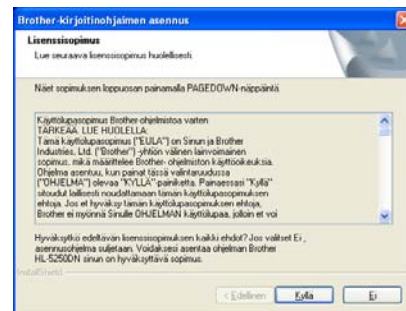 Brother-kirjoitinohjaimen asennus
Lisenssisopimus
Lue seuraava lisenssisopimus huolellisesti.
Näet sopimuksen loppuosan painamalla PAGEDOWN-näppäintä.
Käyttölupasopimus Brother-ohjelmistoa varten
TÄRKEÄÄ: LUE HUOLELLA:
Tämä käyttölupasopimus ("EULA") on Sinun ja Brother
Industries, Ltd. ("Brother") -yhtiön välinen lainvoimainen
sopimus, mikä määrittelee Brother- ohjelmiston käyttöoikeuksia.
Ohjelma asentuu, kun painat tässä valintaruudussa
("OHJELMA") olevaa "KYLLÄ"-painiketta. Painaessasi "Kyllä"
sitoudut laillisesti noudattamaan tämän käyttölupasopimuksen
ehtoja. Jos et hyväksy tämän käyttölupasopimuksen ehtoja,
Brother ei myönnä Sinulle OHJELMAN käyttölupaa, jolloin et voi
Hyväksytkö edeltävän lisenssisopimuksen kaikki ehdot? Jos valitset Ei ,
asennusohjelma suljetaan. Voidaksesi asentaa ohjelman Brother
HL-5250DN sinun on hyväksyttävä sopimus.
InstallShield
< Edellinen
Kyllä
Ei